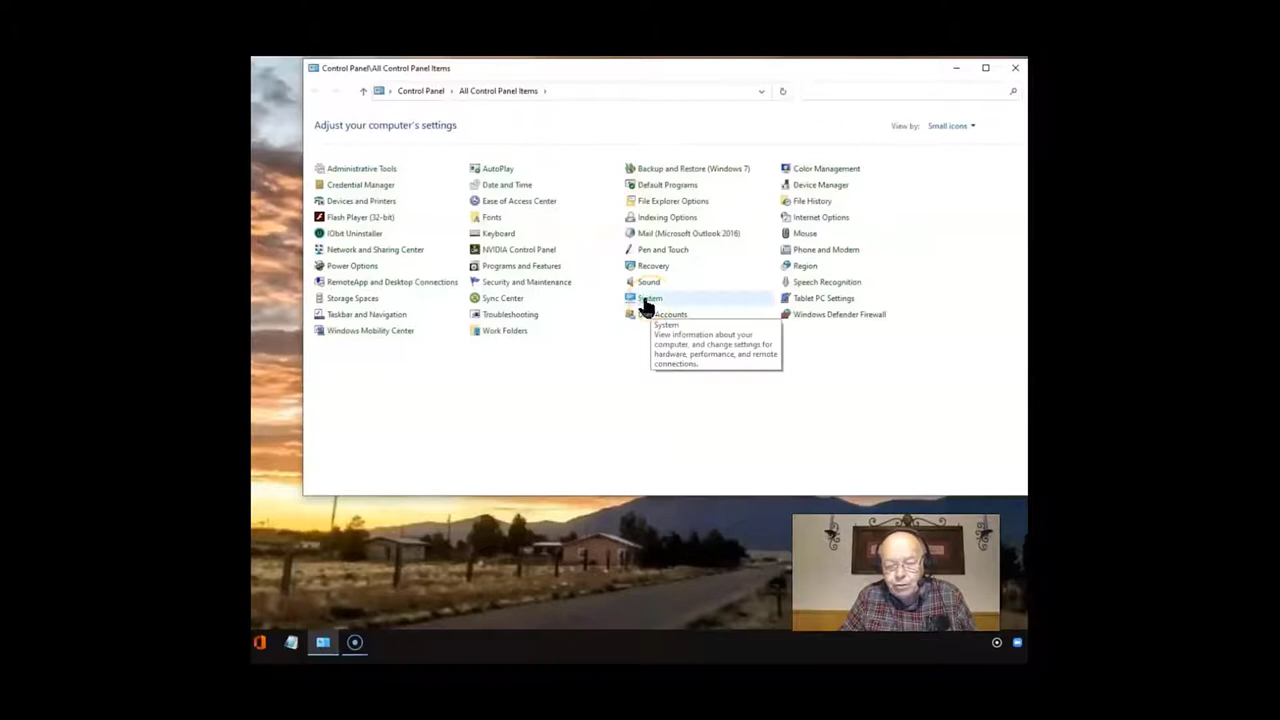 Control Panel\All Control Panel Items
Control Panel › All Control Panel Items ›
Adjust your computer's settings
View by: Small icons
Administrative Tools
AutoPlay
Backup and Restore (Windows 7)
Color Management
Credential Manager
Date and Time
Default Programs
Device Manager
Devices and Printers
Ease of Access Center
File Explorer Options
File History
Flash Player (32-bit)
Fonts
Indexing Options
Internet Options
IObit Uninstaller
Keyboard
Mail (Microsoft Outlook 2016)
Mouse
Network and Sharing Center
NVIDIA Control Panel
Pen and Touch
Phone and Modem
Power Options
Programs and Features
Recovery
Region
RemoteApp and Desktop Connections
Security and Maintenance
Sound
Speech Recognition
Storage Spaces
Sync Center
System
Tablet PC Settings
Taskbar and Navigation
Troubleshooting
Accounts
Windows Defender Firewall
Windows Mobility Center
Work Folders
System
View information about your
computer, and change settings for
hardware, performance, and remote
connections.